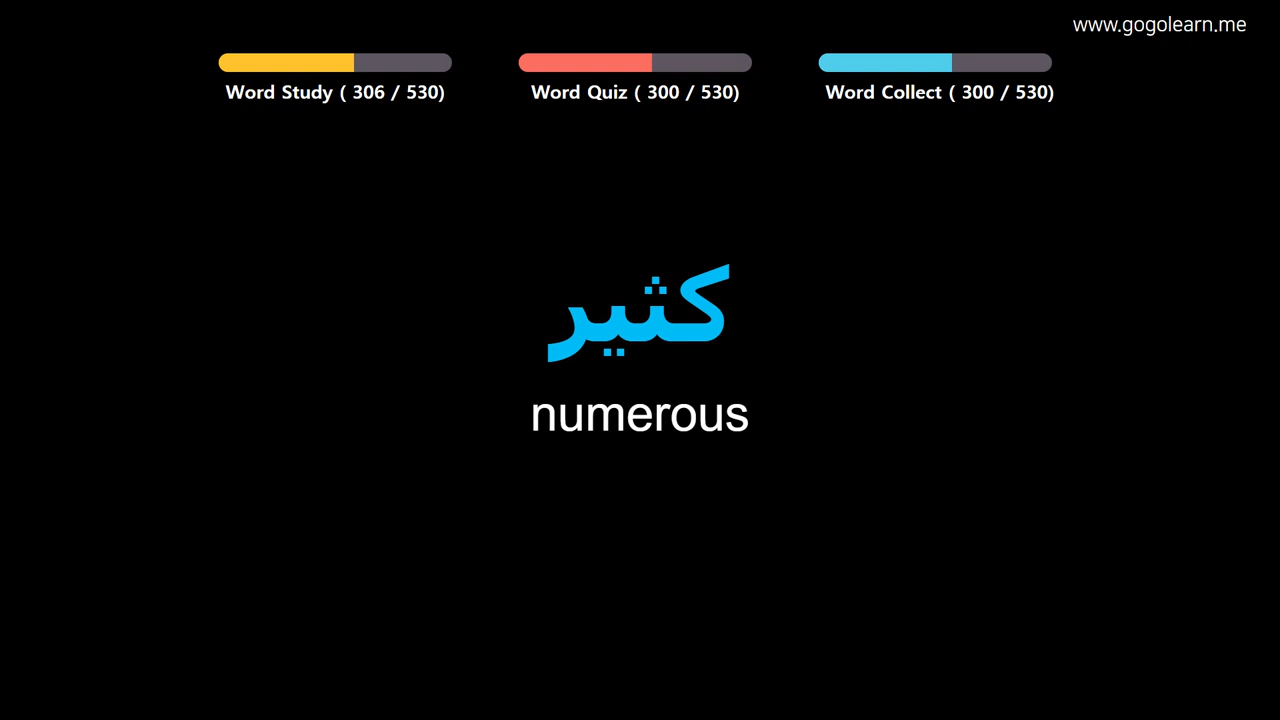 www.gogolearn.me
Word Study ( 306 / 530)
Word Quiz ( 300 / 530)
Word Collect ( 300 / 530)
كثير
numerous